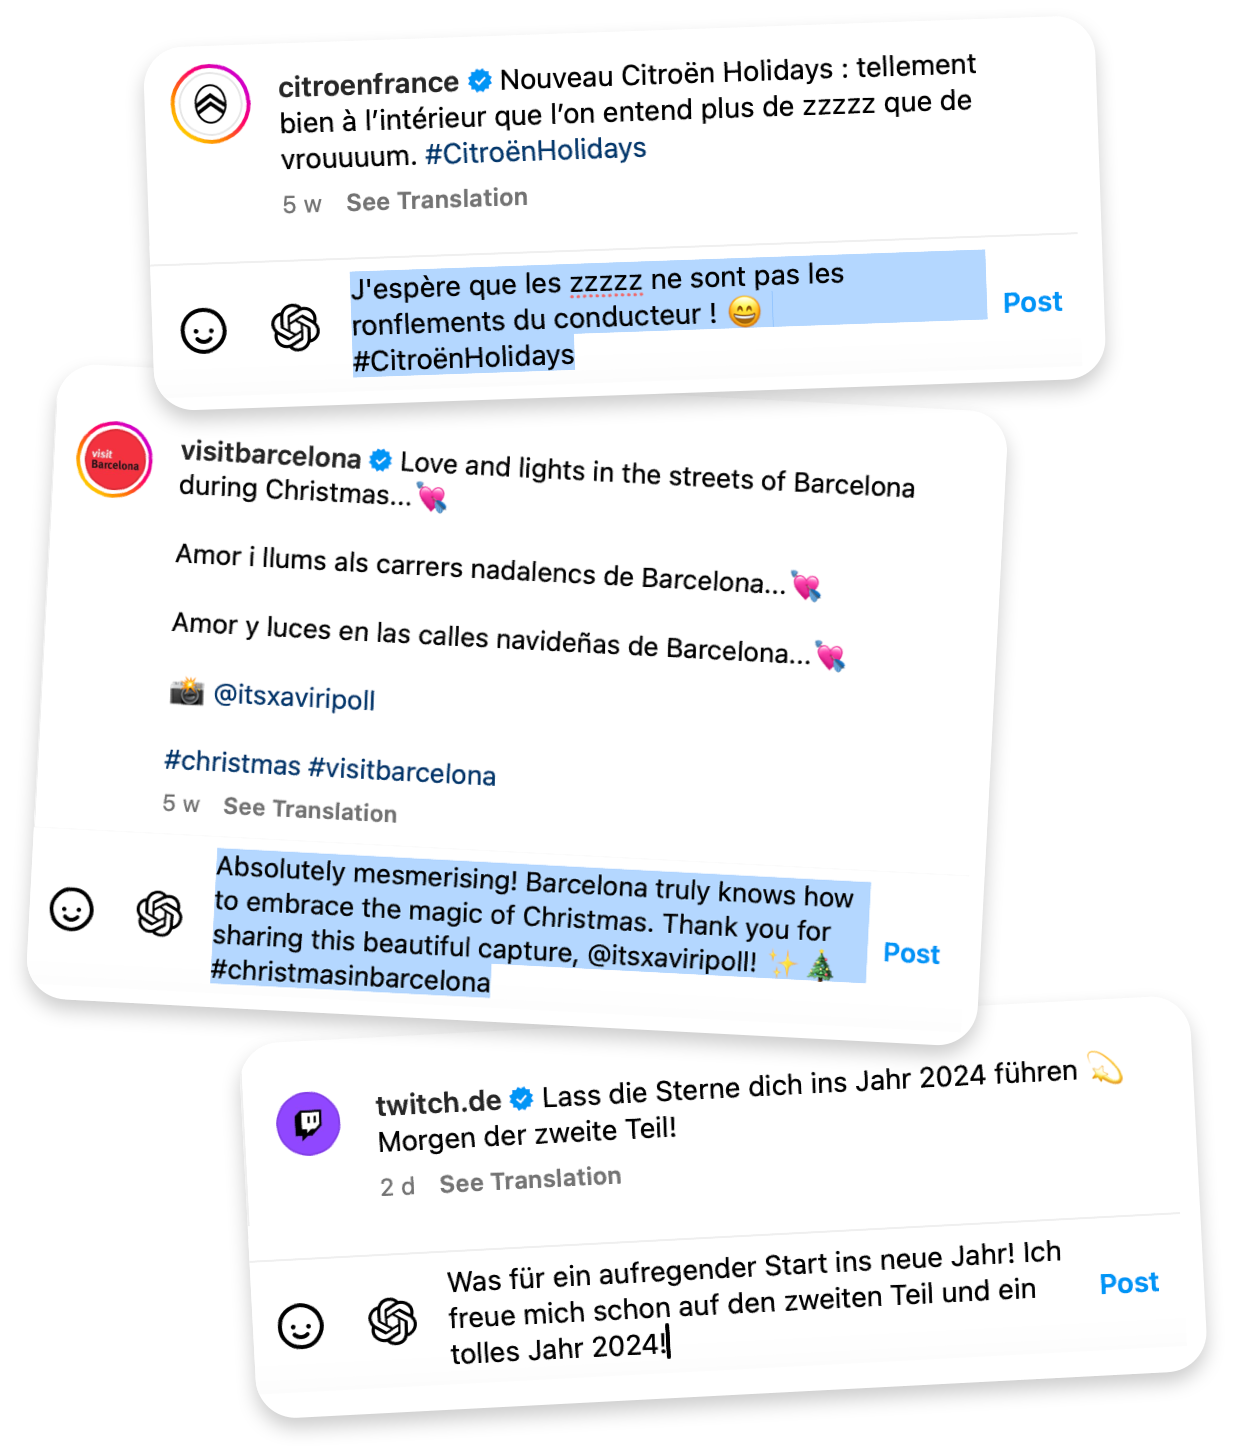 citroenfrance Nouveau Citroën Holidays : tellement
bien à l’intérieur que l’on entend plus de zzzzz que de
vrouuuum. #CitroënHolidays
5 w See Translation
J'espère que les zzzzz ne sont pas les
ronflements du conducteur ! 😄
#CitroënHolidays
Post
visit
Barcelona
visitbarcelona Love and lights in the streets of Barcelona
during Christmas... 💘
Amor i llums als carrers nadalencs de Barcelona... 💘
Amor y luces en las calles navideñas de Barcelona... 💘
📸 @itsxaviripoll
#christmas #visitbarcelona
5 w See Translation
Absolutely mesmerising! Barcelona truly knows how
to embrace the magic of Christmas. Thank you for
sharing this beautiful capture, @itsxaviripoll! ✨🎄
#christmasinbarcelona
Post
twitch.de Lass die Sterne dich ins Jahr 2024 führen 💫
Morgen der zweite Teil!
2 d See Translation
Was für ein aufregender Start ins neue Jahr! Ich
freue mich schon auf den zweiten Teil und ein
tolles Jahr 2024!
Post